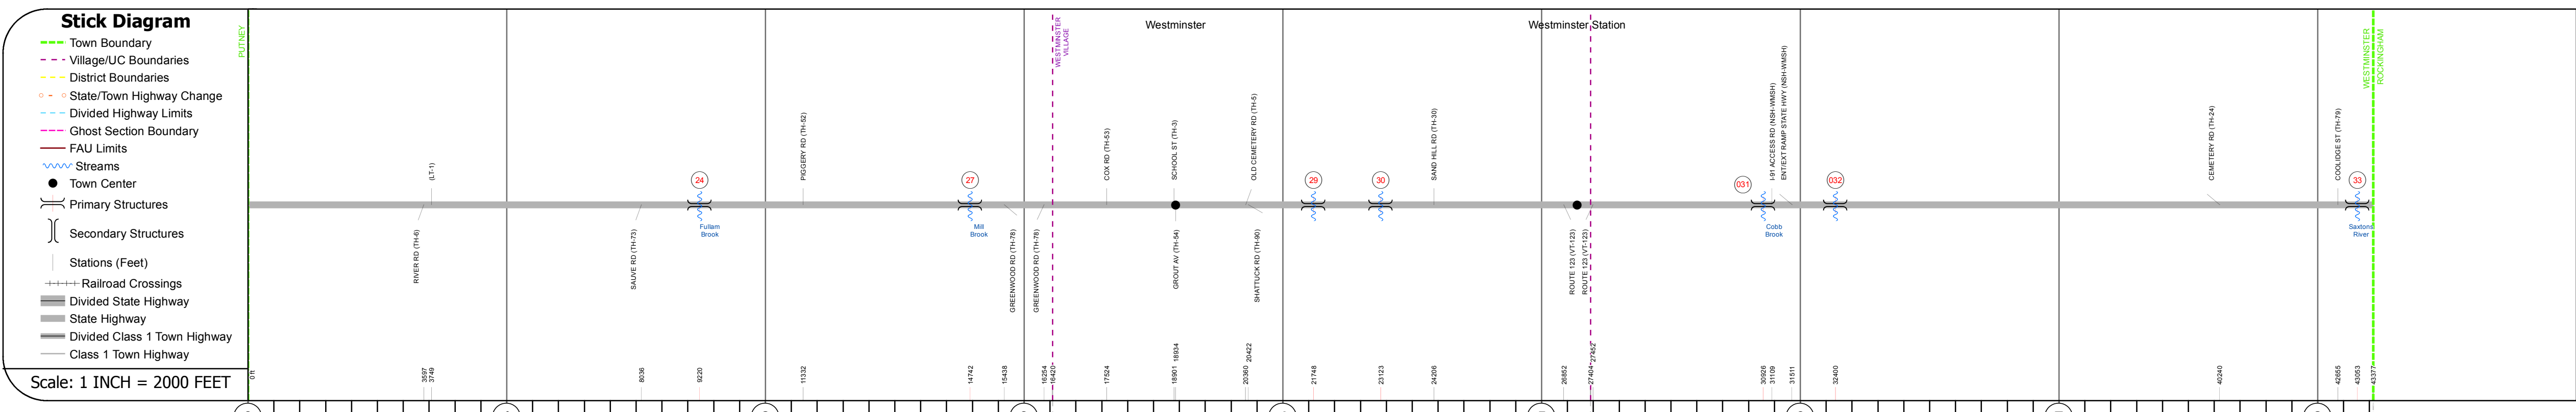 Stick Diagram
Town Boundary
Village/UC Boundaries
District Boundaries
State/Town Highway Change
Divided Highway Limits
Ghost Section Boundary
FAU Limits
Streams
Town Center
Primary Structures
Secondary Structures
Stations (Feet)
Railroad Crossings
Divided State Highway
State Highway
Divided Class 1 Town Highway
Class 1 Town Highway
Scale: 1 INCH = 2000 FEET
PUTNEY
WESTMINSTER
VILLAGE
Westminster
Westminster Station
WESTMINSTER
ROCKINGHAM
(LT-1)
PIGGERY RD (TH-52)
COX RD (TH-53)
SCHOOL ST (TH-3)
OLD CEMETERY RD (TH-5)
SAND HILL RD (TH-30)
I-91 ACCESS RD (NSH-WMSH)
ENT/EXT RAMP STATE HWY (NSH-WMSH)
CEMETERY RD (TH-24)
COOLIDGE ST (TH-79)
24
27
29
30
031
032
33
Fullam
Brook
Mill
Brook
Cobb
Brook
Saxtons
River
RIVER RD (TH-6)
SAUVE RD (TH-73)
GREENWOOD RD (TH-78)
GREENWOOD RD (TH-78)
GROUT AV (TH-54)
SHATTUCK RD (TH-90)
ROUTE 123 (VT-123)
ROUTE 123 (VT-123)
0 ft
3597
3749
8036
9220
11332
14742
15438
16254
16420
17524
18901
18934
20360
20422
21748
23123
24206
26852
27404
27452
30926
31109
31511
32400
40240
42655
43053
43377